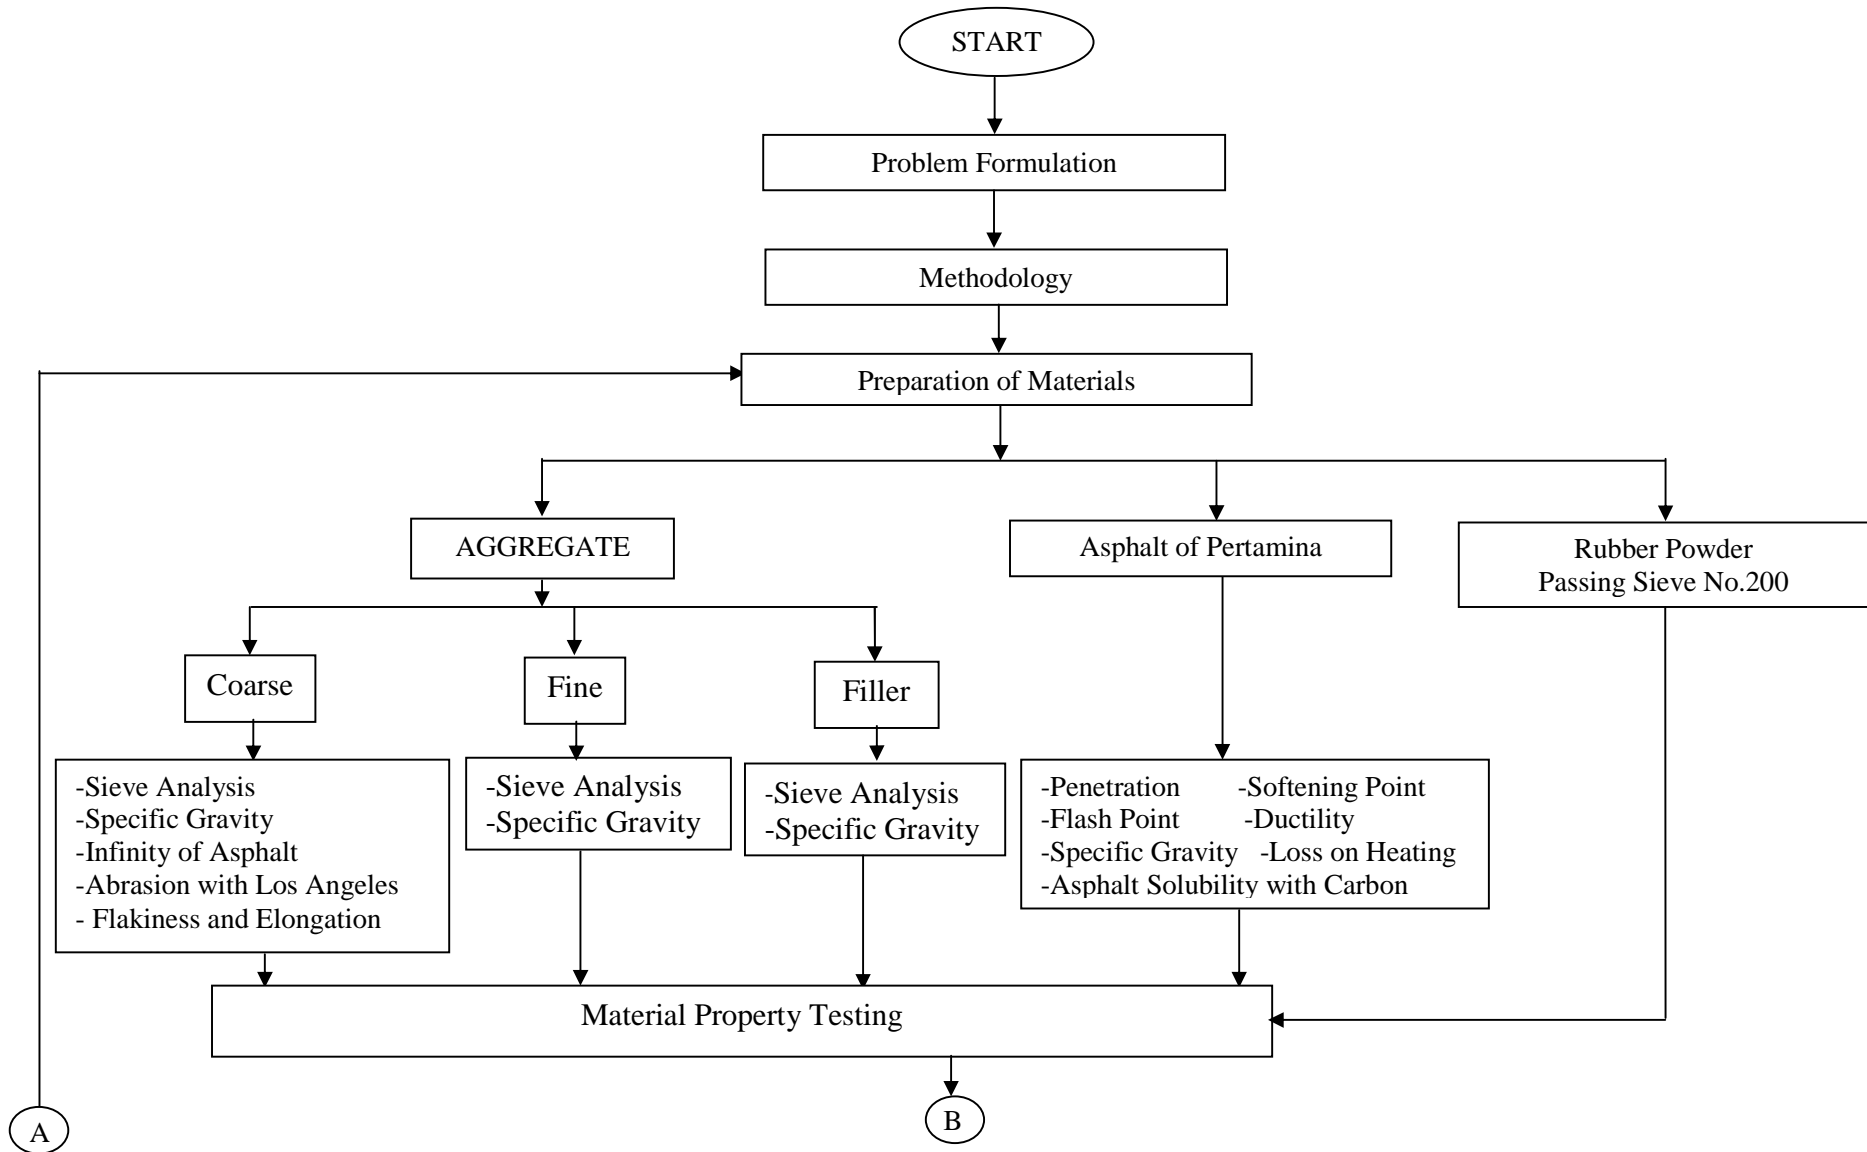 START
Problem Formulation
Methodology
Preparation of Materials
AGGREGATE
Asphalt of Pertamina
Rubber Powder
Passing Sieve No.200
Coarse
Fine
Filler
-Sieve Analysis
-Specific Gravity
-Infinity of Asphalt
-Abrasion with Los Angeles
- Flakiness and Elongation
-Sieve Analysis
-Specific Gravity
-Sieve Analysis
-Specific Gravity
-Penetration -Softening Point
-Flash Point -Ductility
-Specific Gravity -Loss on Heating
-Asphalt Solubility with Carbon
Material Property Testing
A
B